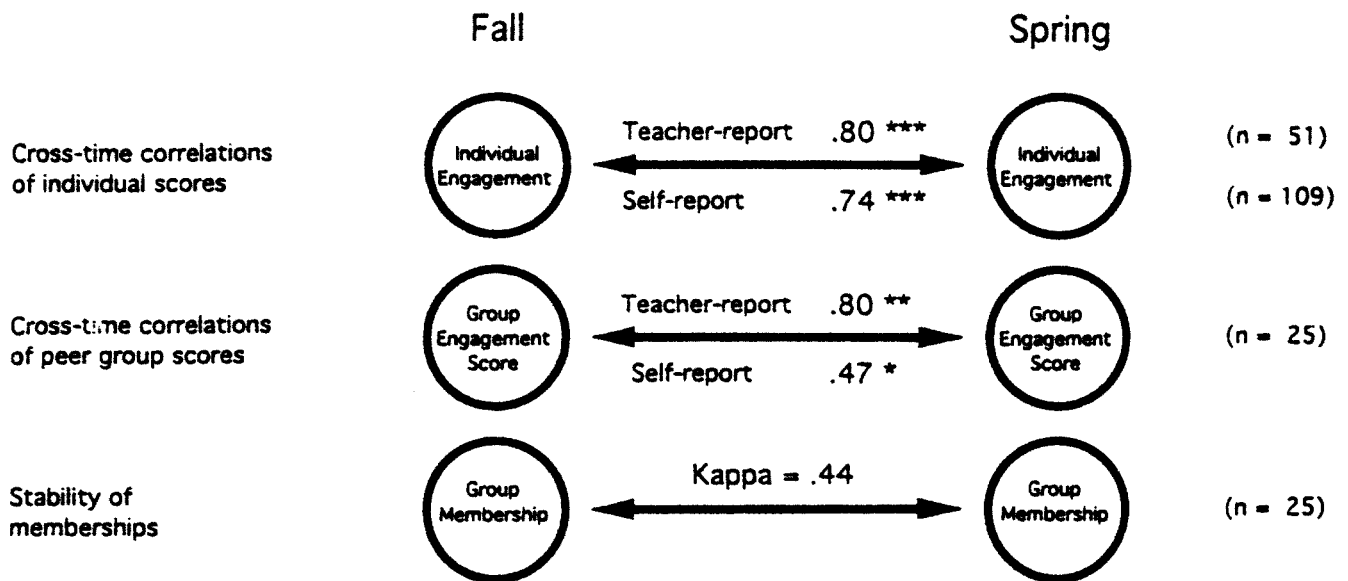 Fall Spring
Cross-time correlations
of individual scores
Individual
Engagement
Teacher-report .80 ***
Self-report .74 ***
Individual
Engagement
(n = 51)
(n = 109)
Cross-time correlations
of peer group scores
Group
Engagement
Score
Teacher-report .80 **
Self-report .47 *
Group
Engagement
Score
(n = 25)
Stability of
memberships
Group
Membership
Kappa = .44
Group
Membership
(n = 25)